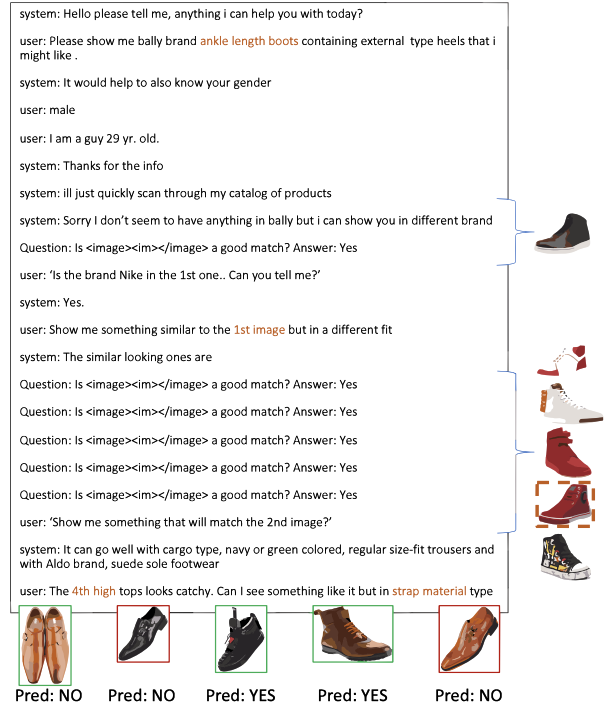 system: Hello please tell me, anything i can help you with today?
user: Please show me bally brand ankle length boots containing external  type heels that i
might like .
system: It would help to also know your gender
user: male
user: I am a guy 29 yr. old.
system: Thanks for the info
system: ill just quickly scan through my catalog of products
system: Sorry I don’t seem to have anything in bally but i can show you in different brand
Question: Is <image><im></image> a good match? Answer: Yes
user: ‘Is the brand Nike in the 1st one.. Can you tell me?’
system: Yes.
user: Show me something similar to the 1st image but in a different fit
system: The similar looking ones are
Question: Is <image><im></image> a good match? Answer: Yes
Question: Is <image><im></image> a good match? Answer: Yes
Question: Is <image><im></image> a good match? Answer: Yes
Question: Is <image><im></image> a good match? Answer: Yes
Question: Is <image><im></image> a good match? Answer: Yes
user: ‘Show me something that will match the 2nd image?’
system: It can go well with cargo type, navy or green colored, regular size-fit trousers and
with Aldo brand, suede sole footwear
user: The 4th high tops looks catchy. Can I see something like it but in strap material type
Pred: NO Pred: NO Pred: YES Pred: YES Pred: NO